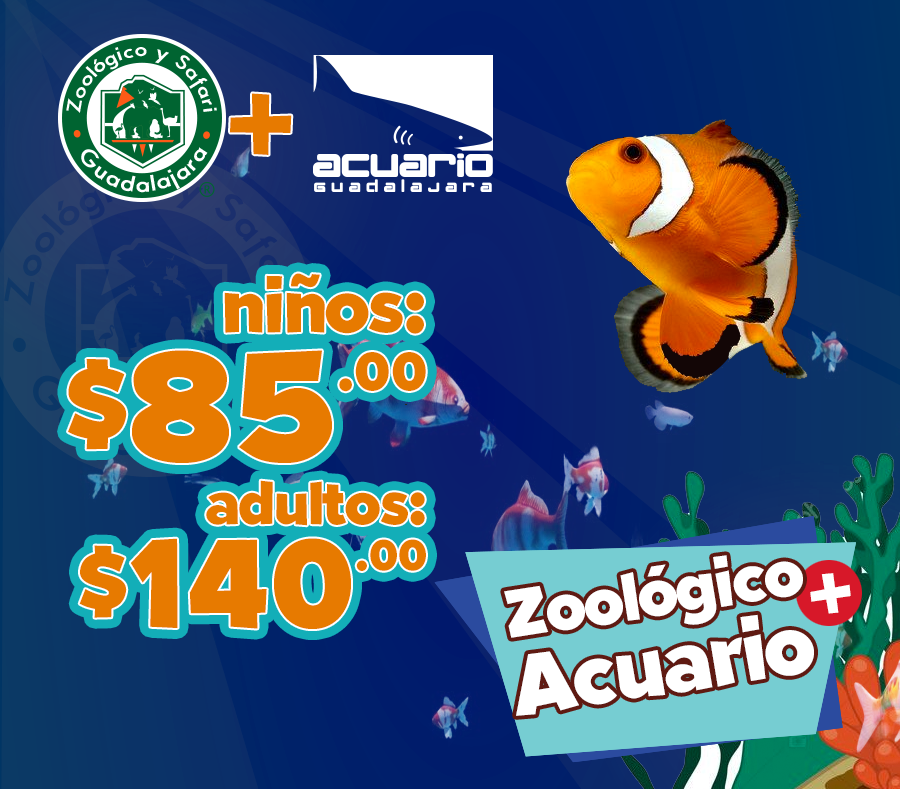 Zoológico y Safari
Guadalajara
+
acuario
guadalajara
niños:
$85.00
adultos:
$140.00
Zoológico +
Acuario